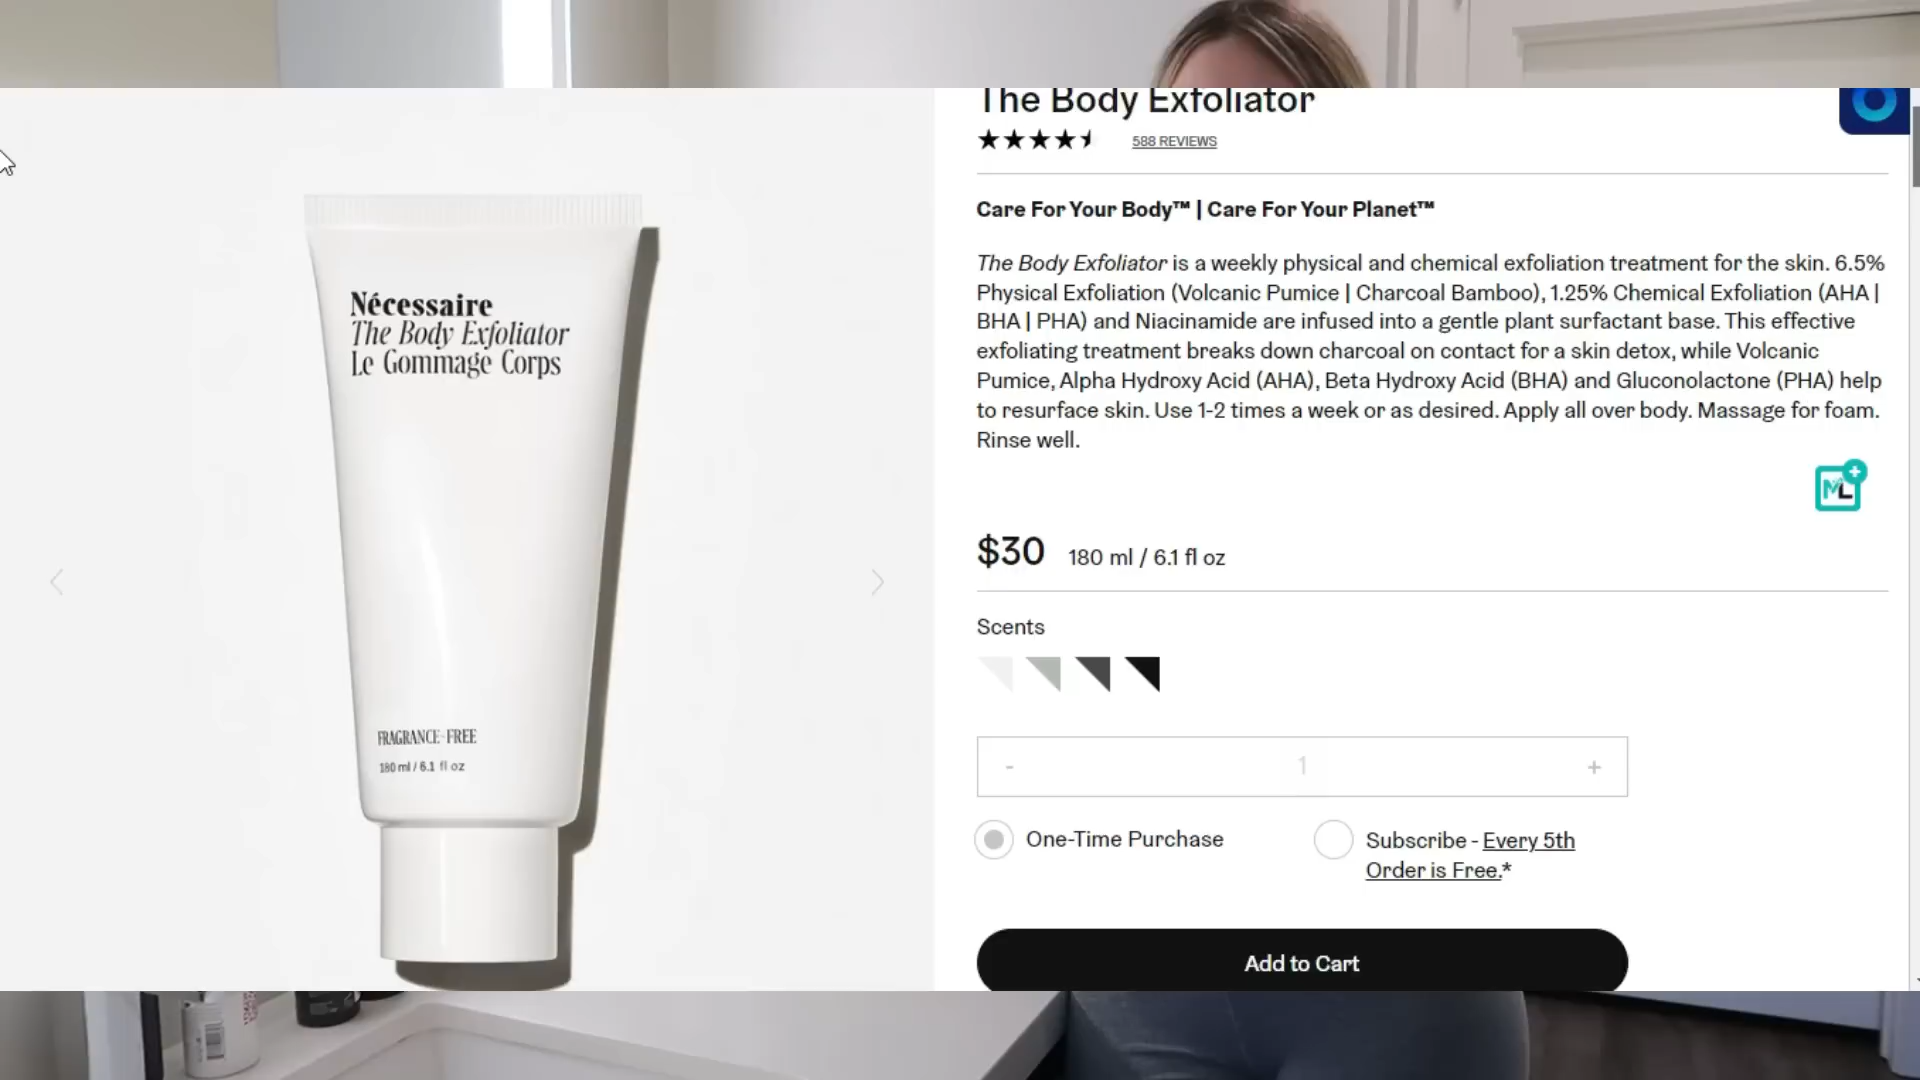 The Body Exfoliator
588 REVIEWS
Care For Your Body™ | Care For Your Planet™
The Body Exfoliator is a weekly physical and chemical exfoliation treatment for the skin. 6.5%
Physical Exfoliation (Volcanic Pumice | Charcoal Bamboo), 1.25% Chemical Exfoliation (AHA |
BHA | PHA) and Niacinamide are infused into a gentle plant surfactant base. This effective
exfoliating treatment breaks down charcoal on contact for a skin detox, while Volcanic
Pumice, Alpha Hydroxy Acid (AHA), Beta Hydroxy Acid (BHA) and Gluconolactone (PHA) help
to resurface skin. Use 1-2 times a week or as desired. Apply all over body. Massage for foam.
Rinse well.
ML
$30 180 ml / 6.1 fl oz
Scents
- 1 +
One-Time Purchase
Subscribe - Every 5th
Order is Free.*
Add to Cart
Nécessaire
The Body Exfoliator
Le Gommage Corps
FRAGRANCE-FREE
180 ml / 6.1 fl oz